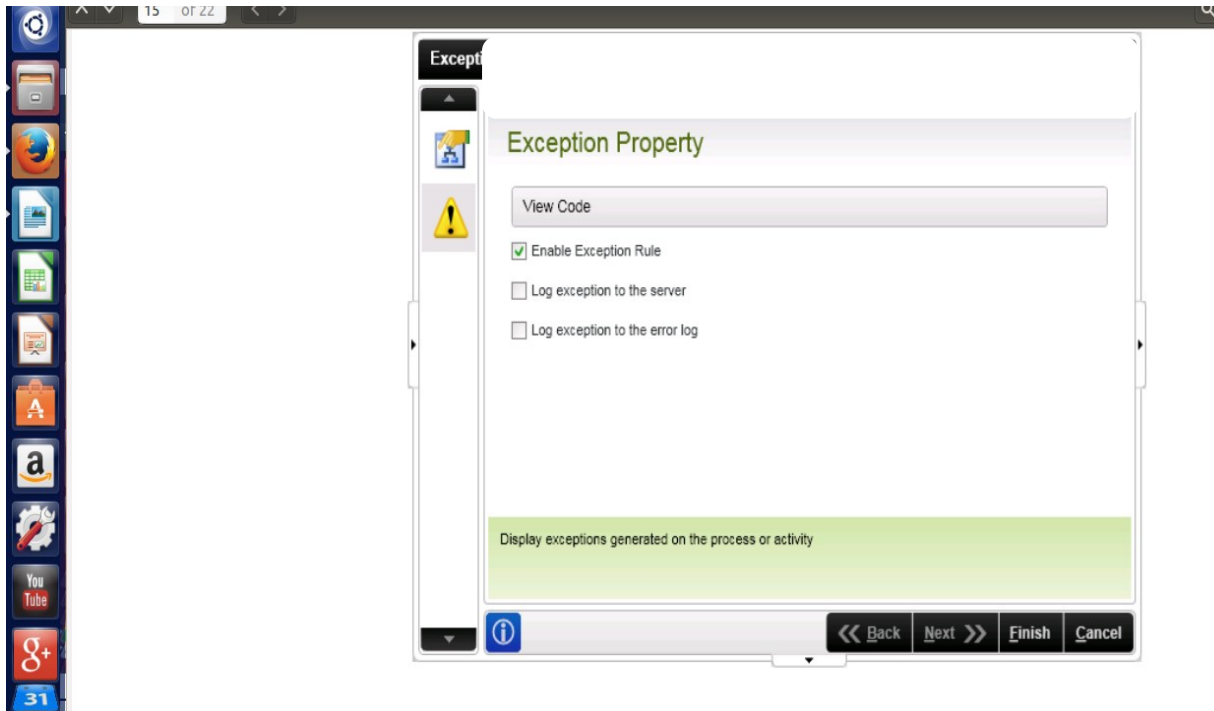 15 of 22
Excepti
Exception Property
View Code
Enable Exception Rule
Log exception to the server
Log exception to the error log
Display exceptions generated on the process or activity
Back Next Finish Cancel
A
a
You
Tube
8+
31